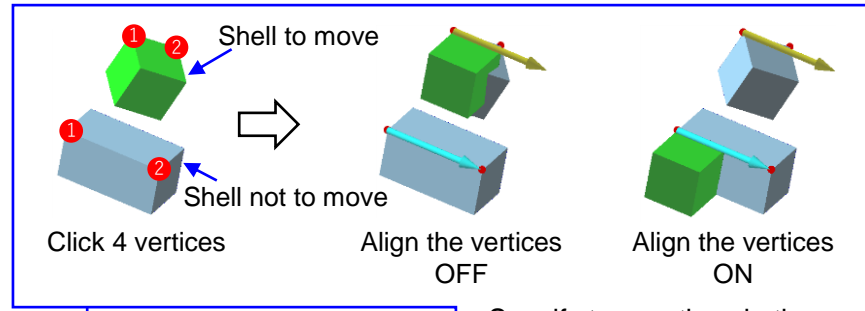 Shell to move
1
2
1
2
Shell not to move
Click 4 vertices
Align the vertices
OFF
Align the vertices
ON